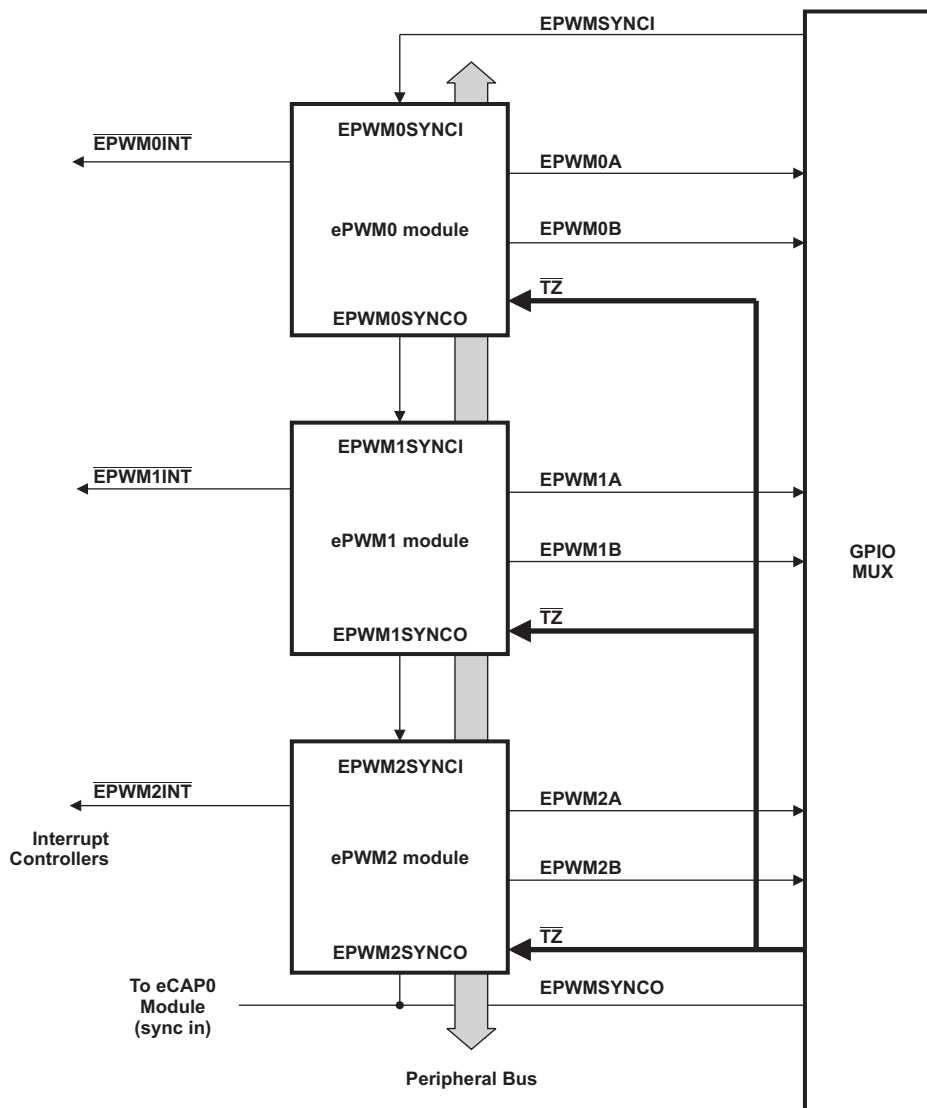 EPWMSYNCI
EPWM0SYNCI
EPWM0INT
EPWM0A
ePWM0 module
EPWM0B
TZ
EPWM0SYNCO
EPWM1SYNCI
EPWM1INT
EPWM1A
ePWM1 module
EPWM1B
GPIO
MUX
TZ
EPWM1SYNCO
EPWM2SYNCI
EPWM2INT
EPWM2A
Interrupt
Controllers
ePWM2 module
EPWM2B
TZ
EPWM2SYNCO
To eCAP0
Module
(sync in)
EPWMSYNCO
Peripheral Bus